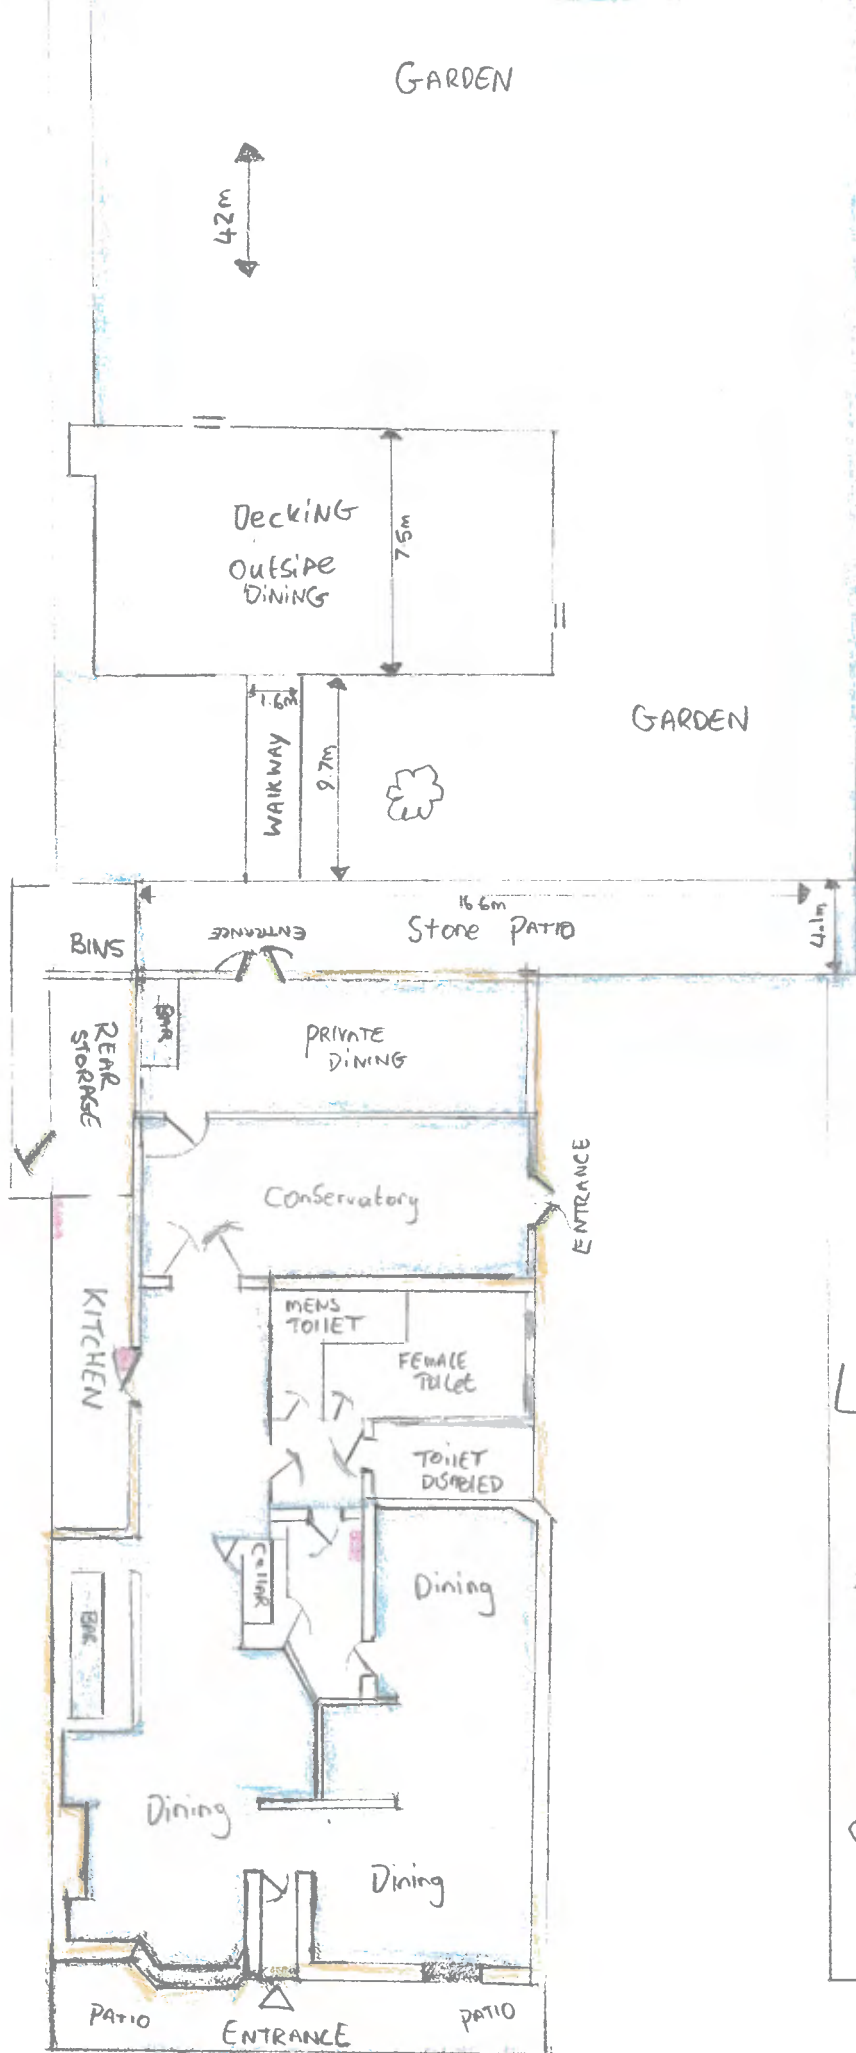 GARDEN
42m
Decking
Outside
Dining
7.5m
1.6m
WAlkWAY
9.7m
GARDEN
16.6m
4.1m
Stone PATIO
BINS
ENTRANCE
BAR
REAR
STORAGE
PRIVATE
DINING
Conservatory
ENTRANCE
KITCHEN
MENS
TOIlET
FEMAlE
Toilet
TOIlET
DISABlED
CellAR
Dining
BAR
Dining
Dining
PATIO
ENTRANCE
PATIO